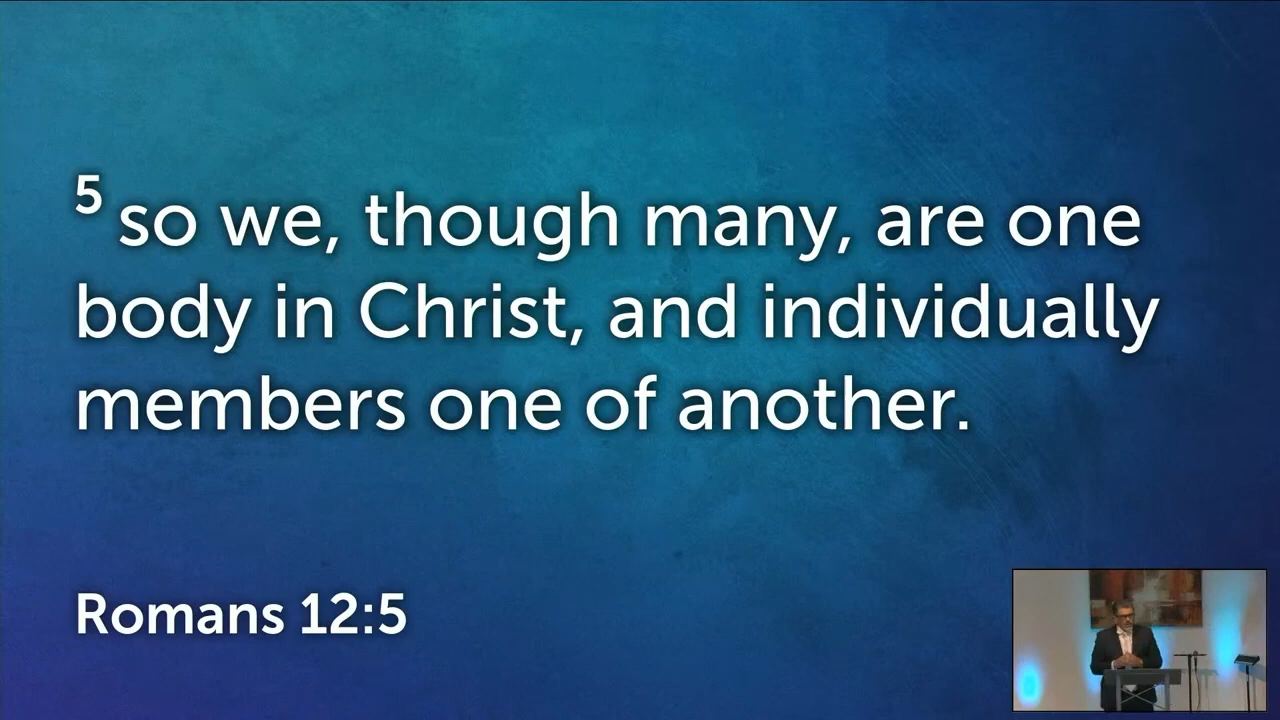 5 so we, though many, are one
body in Christ, and individually
members one of another.
Romans 12:5